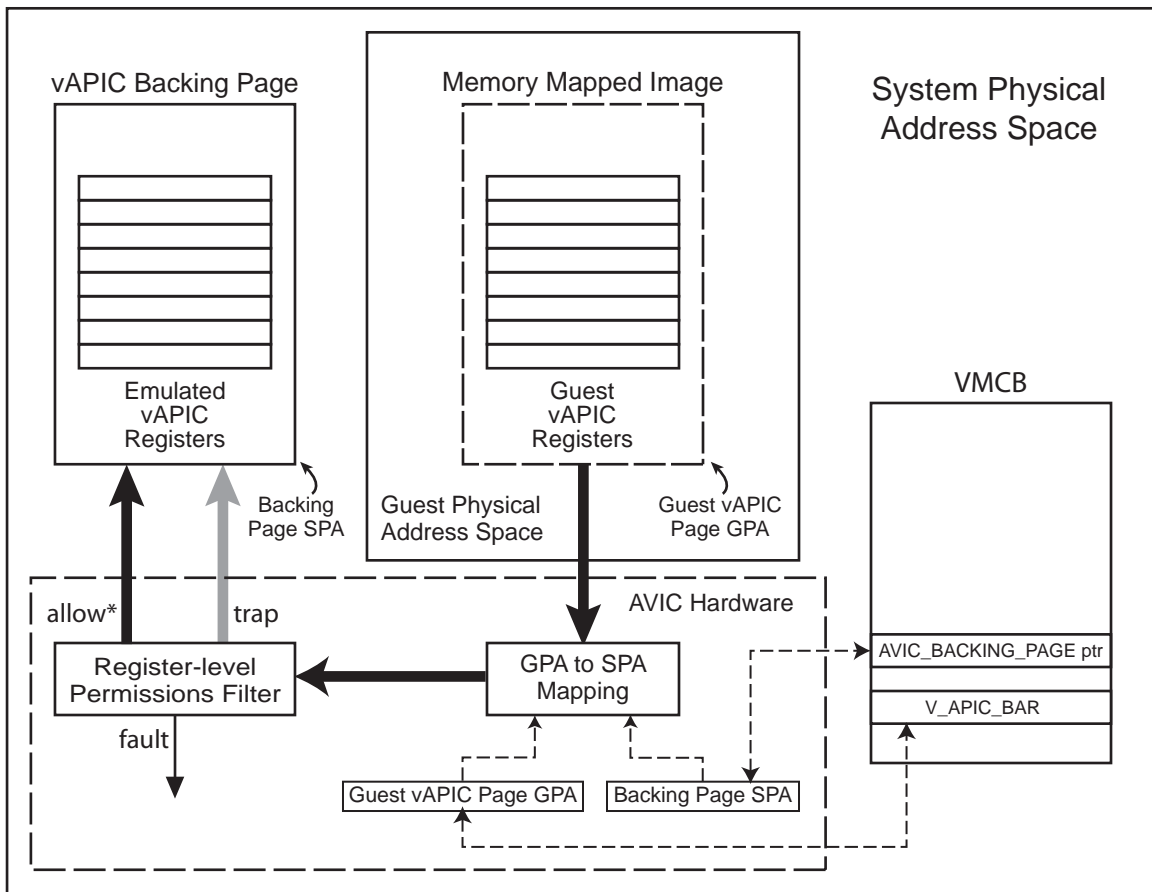 vAPIC Backing Page
Memory Mapped Image
System Physical
Address Space
Emulated
vAPIC
Registers
Guest
vAPIC
Registers
VMCB
Backing
Page SPA
Guest Physical
Address Space
Guest vAPIC
Page GPA
allow*
trap
AVIC Hardware
Register-level
Permissions Filter
GPA to SPA
Mapping
AVIC_BACKING_PAGE ptr
V_APIC_BAR
fault
Guest vAPIC Page GPA
Backing Page SPA